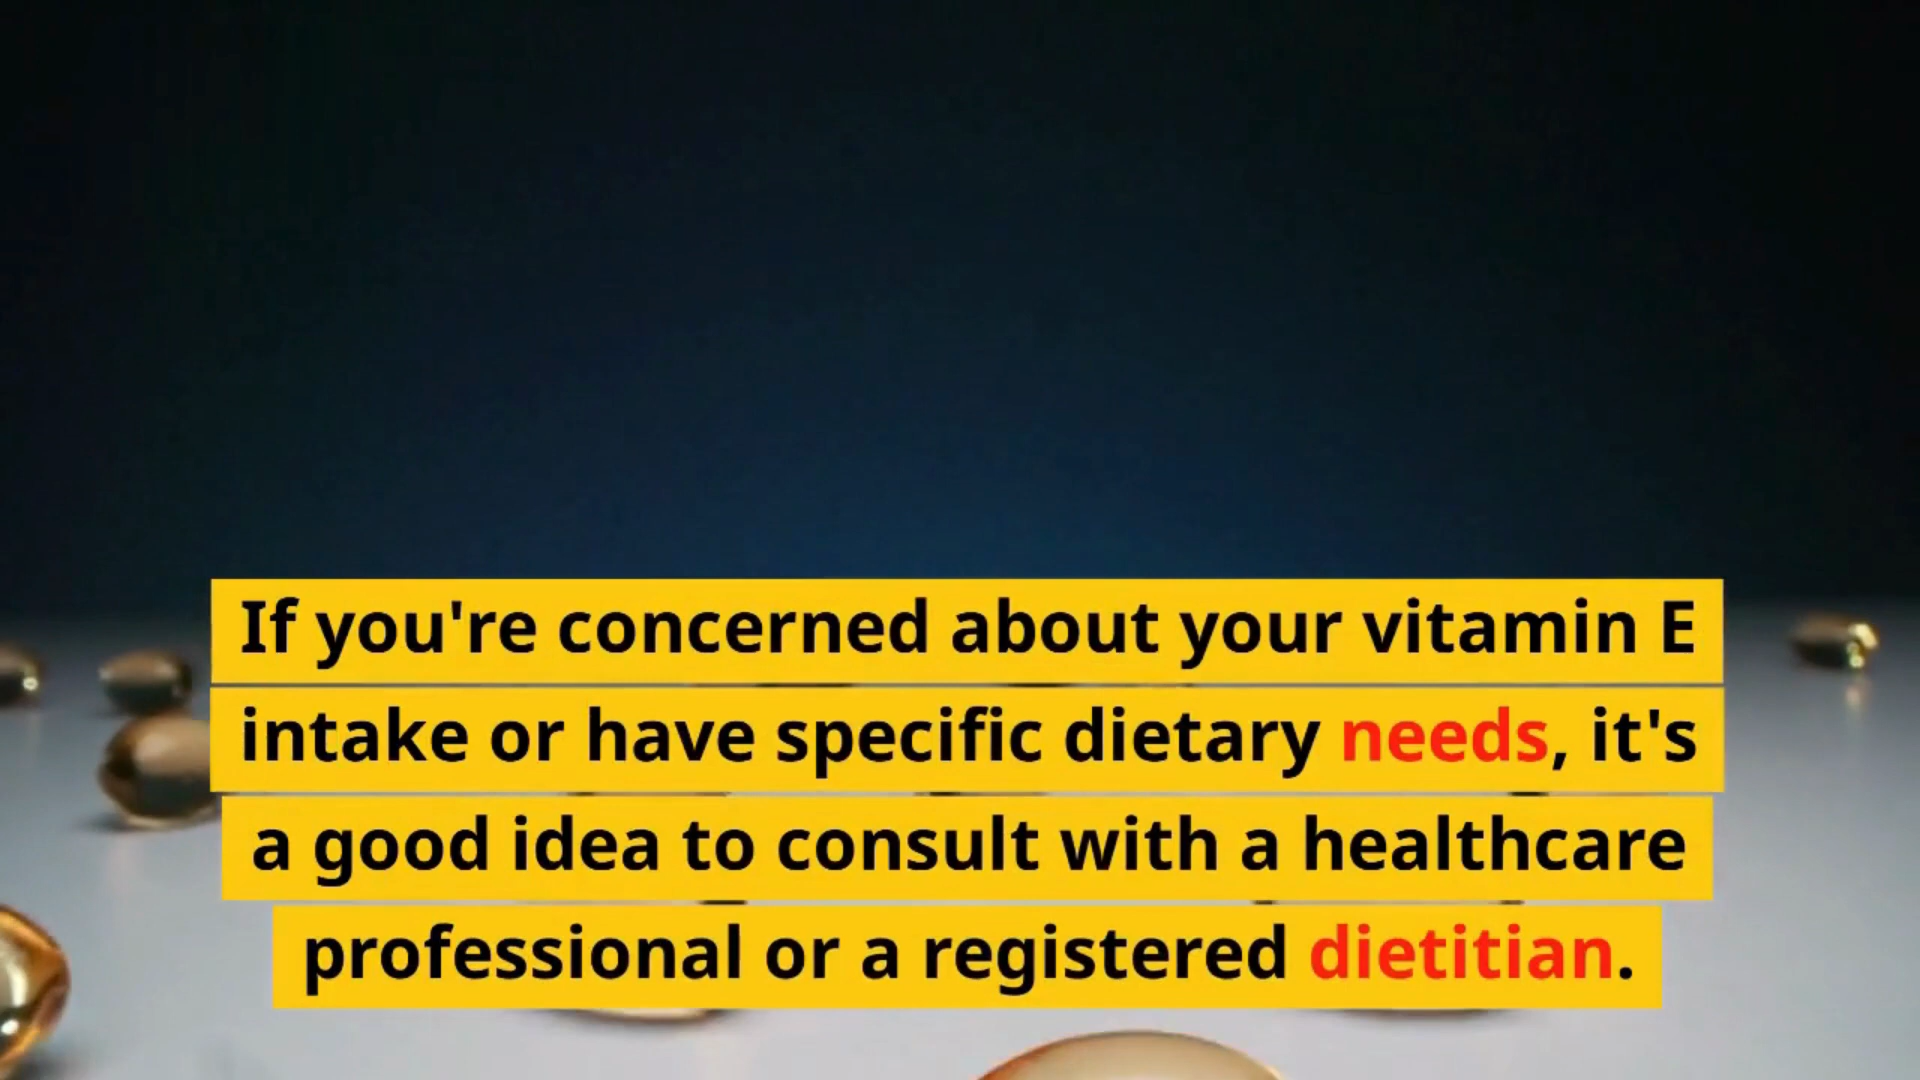 If you're concerned about your vitamin E
intake or have specific dietary needs, it's
a good idea to consult with a healthcare
professional or a registered dietitian.